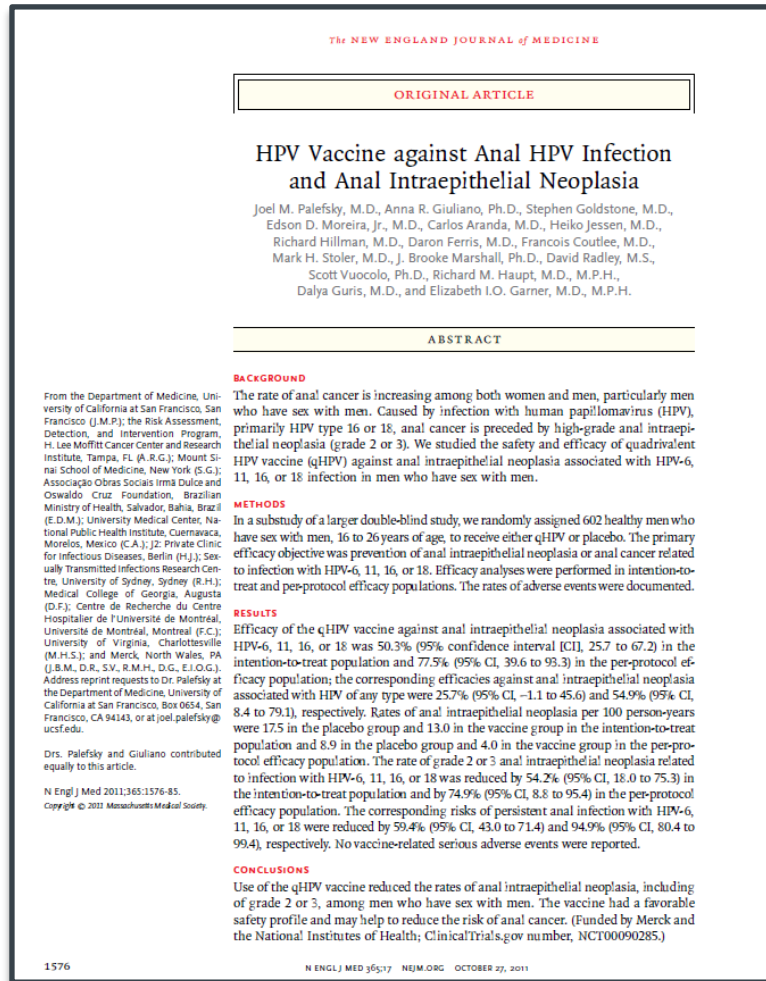 The NEW ENGLAND JOURNAL of MEDICINE
ORIGINAL ARTICLE
HPV Vaccine against Anal HPV Infection
and Anal Intraepithelial Neoplasia
Joel M. Palefsky, M.D., Anna R. Giuliano, Ph.D., Stephen Goldstone, M.D.,
Edson D. Moreira, Jr., M.D., Carlos Aranda, M.D., Heiko Jessen, M.D.,
Richard Hillman, M.D., Daron Ferris, M.D., Francois Coutlee, M.D.,
Mark H. Stoler, M.D., J. Brooke Marshall, Ph.D., David Radley, M.S.,
Scott Vuocolo, Ph.D., Richard M. Haupt, M.D., M.P.H.,
Dalya Guris, M.D., and Elizabeth I.O. Garner, M.D., M.P.H.
ABSTRACT
From the Department of Medicine, Uni-
versity of California at San Francisco, San
Francisco (J.M.P.); the Risk Assessment,
Detection, and Intervention Program,
H. Lee Moffitt Cancer Center and Research
Institute, Tampa, FL (A.R.G.); Mount Si-
nai School of Medicine, New York (S.G.);
Associação Obras Sociais Irmã Dulce and
Oswaldo Cruz Foundation, Brazilian
Ministry of Health, Salvador, Bahia, Brazil
(E.D.M.); University Medical Center, Na-
tional Public Health Institute, Cuernavaca,
Morelos, Mexico (C.A.); J2: Private Clinic
for Infectious Diseases, Berlin (H.J.); Sex-
ually Transmitted Infections Research Cen-
tre, University of Sydney, Sydney (R.H.);
Medical College of Georgia, Augusta
(D.F.); Centre de Recherche du Centre
Hospitalier de l'Université de Montréal,
Université de Montréal, Montreal (F.C.);
University of Virginia, Charlottesville
(M.H.S.); and Merck, North Wales, PA
(J.B.M., D.R., S.V., R.M.H., D.G., E.I.O.G.).
Address reprint requests to Dr. Palefsky at
the Department of Medicine, University of
California at San Francisco, Box 0654, San
Francisco, CA 94143, or at joel.palefsky@
ucsf.edu.
Drs. Palefsky and Giuliano contributed
equally to this article.
N Engl J Med 2011;365:1576-85.
Copyright © 2011 Massachusetts Medical Society.
BACKGROUND
The rate of anal cancer is increasing among both women and men, particularly men
who have sex with men. Caused by infection with human papillomavirus (HPV),
primarily HPV type 16 or 18, anal cancer is preceded by high-grade anal intraepi-
thelial neoplasia (grade 2 or 3). We studied the safety and efficacy of quadrivalent
HPV vaccine (qHPV) against anal intraepithelial neoplasia associated with HPV-6,
11, 16, or 18 infection in men who have sex with men.
METHODS
In a substudy of a larger double-blind study, we randomly assigned 602 healthy men who
have sex with men, 16 to 26 years of age, to receive either qHPV or placebo. The primary
efficacy objective was prevention of anal intraepithelial neoplasia or anal cancer related
to infection with HPV-6, 11, 16, or 18. Efficacy analyses were performed in intention-to-
treat and per-protocol efficacy populations. The rates of adverse events were documented.
RESULTS
Efficacy of the qHPV vaccine against anal intraepithelial neoplasia associated with
HPV-6, 11, 16, or 18 was 50.3% (95% confidence interval [CI], 25.7 to 67.2) in the
intention-to-treat population and 77.5% (95% CI, 39.6 to 93.3) in the per-protocol ef-
ficacy population; the corresponding efficacies against anal intraepithelial neoplasia
associated with HPV of any type were 25.7% (95% CI, −1.1 to 45.6) and 54.9% (95% CI,
8.4 to 79.1), respectively. Rates of anal intraepithelial neoplasia per 100 person-years
were 17.5 in the placebo group and 13.0 in the vaccine group in the intention-to-treat
population and 8.9 in the placebo group and 4.0 in the vaccine group in the per-pro-
tocol efficacy population. The rate of grade 2 or 3 anal intraepithelial neoplasia related
to infection with HPV-6, 11, 16, or 18 was reduced by 54.2% (95% CI, 18.0 to 75.3) in
the intention-to-treat population and by 74.9% (95% CI, 8.8 to 95.4) in the per-protocol
efficacy population. The corresponding risks of persistent anal infection with HPV-6,
11, 16, or 18 were reduced by 59.4% (95% CI, 43.0 to 71.4) and 94.9% (95% CI, 80.4 to
99.4), respectively. No vaccine-related serious adverse events were reported.
CONCLUSIONS
Use of the qHPV vaccine reduced the rates of anal intraepithelial neoplasia, including
of grade 2 or 3, among men who have sex with men. The vaccine had a favorable
safety profile and may help to reduce the risk of anal cancer. (Funded by Merck and
the National Institutes of Health; ClinicalTrials.gov number, NCT00090285.)
1576
N ENGL J MED 365;17 NEJM.ORG OCTOBER 27, 2011